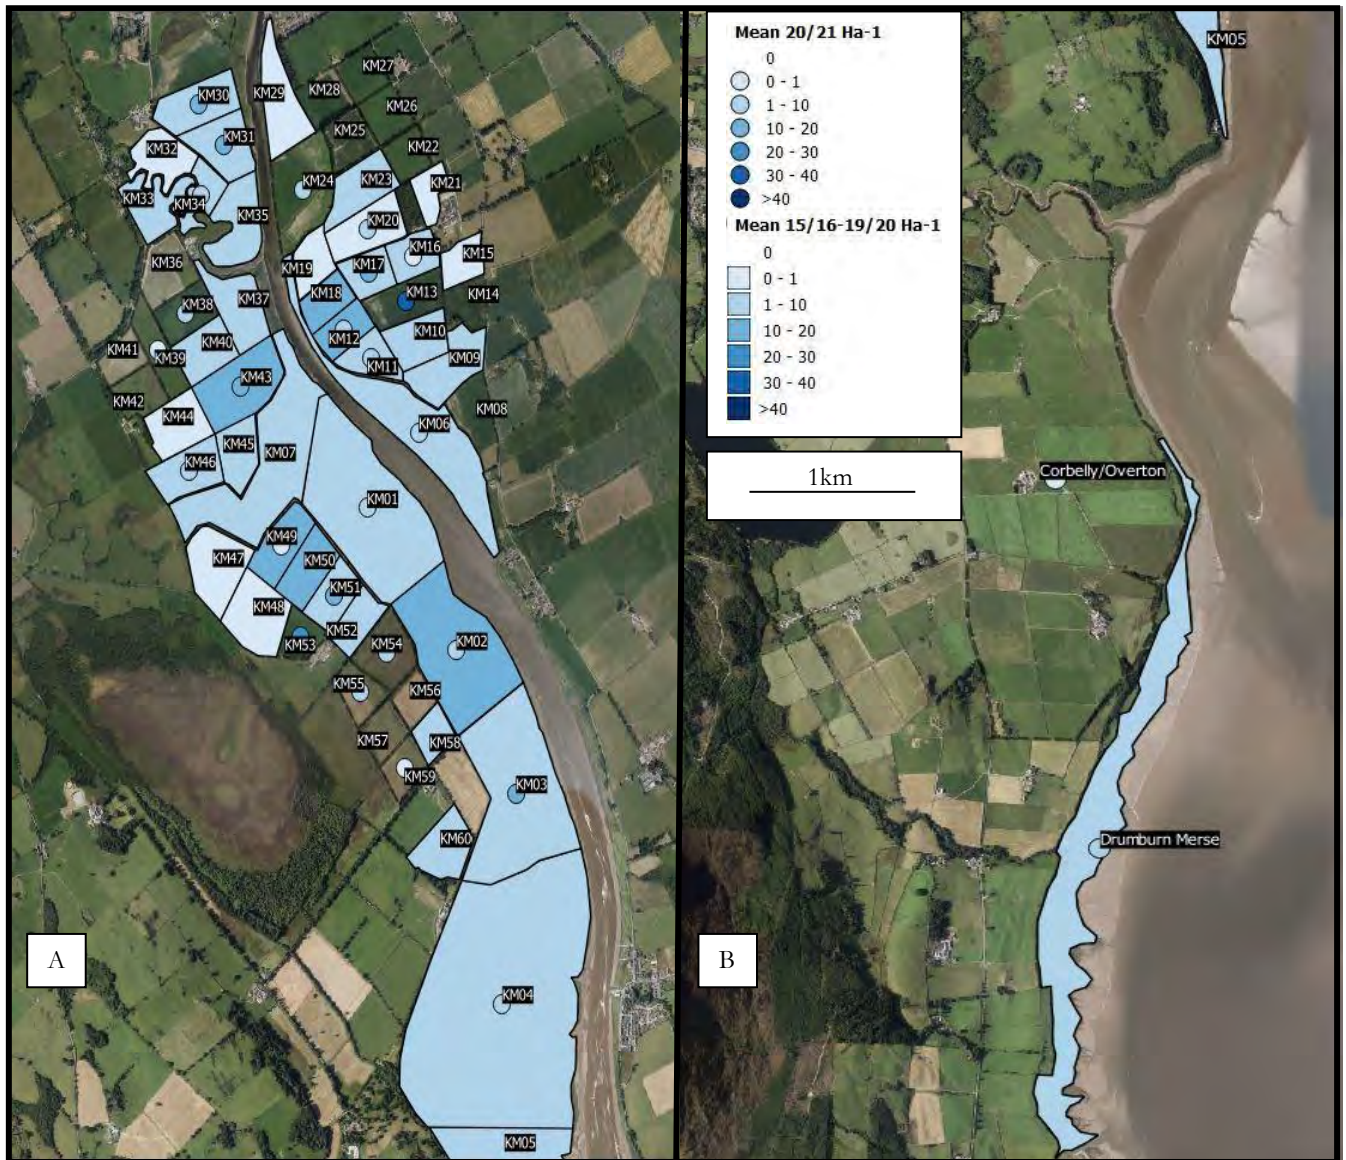 KM05
Mean 20/21 Ha-1
0
0 - 1
1 - 10
10 - 20
20 - 30
30 - 40
>40
Mean 15/16-19/20 Ha-1
0
0 - 1
1 - 10
10 - 20
20 - 30
30 - 40
>40
1km
KM27
KM28
KM29
KM30
KM26
KM25
KM31
KM22
KM32
KM23
KM24
KM21
KM33
KM34
KM35
KM20
KM16
KM15
KM36
KM19
KM17
KM18
KM13
KM14
KM37
KM38
KM10
KM12
KM40
KM41
KM39
KM11
KM09
KM43
KM42
KM44
KM08
KM06
KM45
KM07
KM46
KM01
Corbelly/Overton
KM49
KM47
KM50
KM51
KM48
KM52
KM53
KM54
KM02
KM55
KM56
KM57
KM58
KM59
KM03
KM60
Drumburn Merse
A
B
KM04
KM05